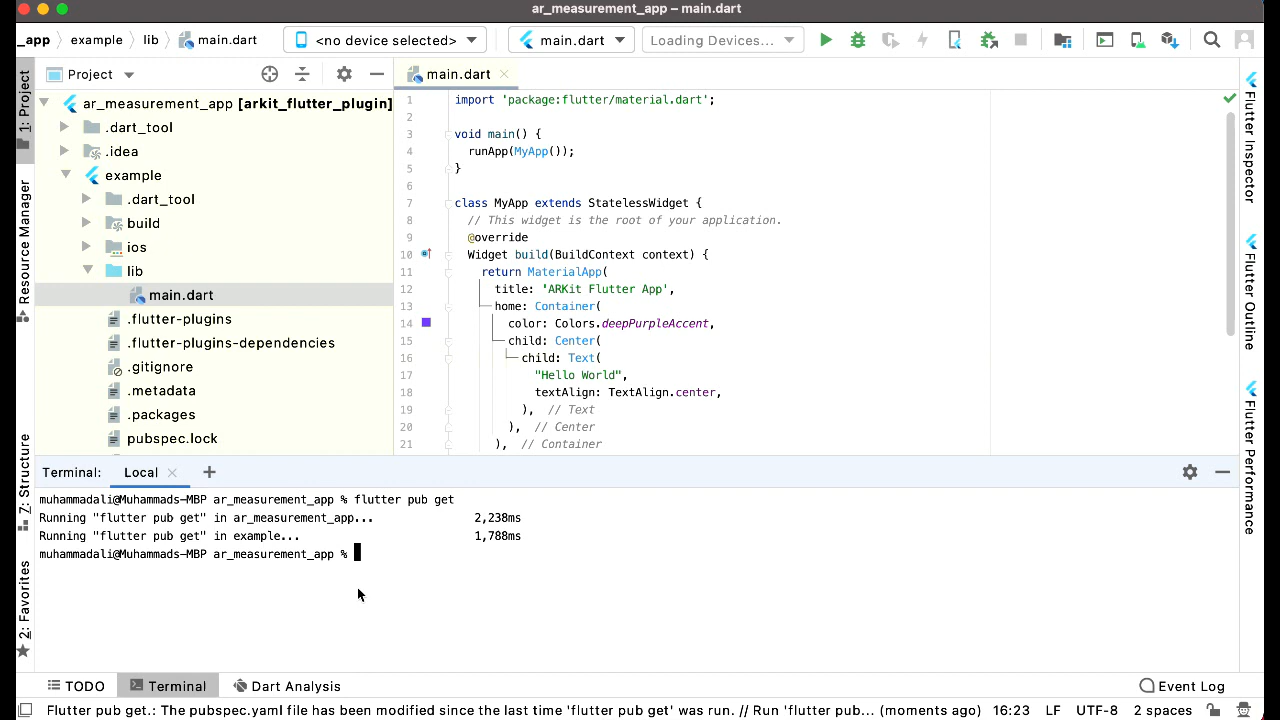 ar_measurement_app – main.dart
_app
example
lib
main.dart
<no device selected>
main.dart
Loading Devices...
1: Project
Resource Manager
Z: Structure
2: Favorites
Project
ar_measurement_app [arkit_flutter_plugin]
.dart_tool
.idea
example
.dart_tool
build
ios
lib
main.dart
.flutter-plugins
.flutter-plugins-dependencies
.gitignore
.metadata
.packages
pubspec.lock
main.dart
1 import 'package:flutter/material.dart';
2
3 void main() {
4 runApp(MyApp());
5 }
6
7 class MyApp extends StatelessWidget {
8 // This widget is the root of your application.
9 @override
10 Widget build(BuildContext context) {
11 return MaterialApp(
12 title: 'ARKit Flutter App',
13 home: Container(
14 color: Colors.deepPurpleAccent,
15 child: Center(
16 child: Text(
17 "Hello World",
18 textAlign: TextAlign.center,
19 ), // Text
20 ), // Center
21 ), // Container
Flutter Inspector
Flutter Outline
Flutter Performance
Terminal: Local
muhammadali@Muhammads-MBP ar_measurement_app % flutter pub get
Running "flutter pub get" in ar_measurement_app... 2,238ms
Running "flutter pub get" in example... 1,788ms
muhammadali@Muhammads-MBP ar_measurement_app %
TODO Terminal Dart Analysis Event Log
Flutter pub get.: The pubspec.yaml file has been modified since the last time 'flutter pub get' was run. // Run 'flutter pub... (moments ago) 16:23 LF UTF-8 2 spaces